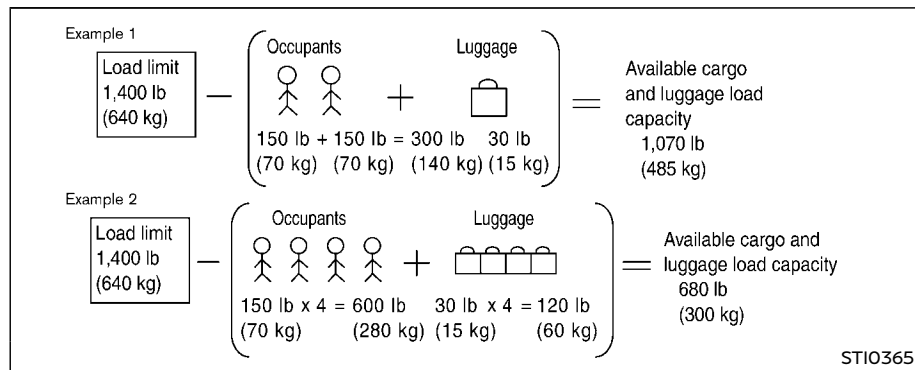 Example 1
Load limit
1,400 lb
(640 kg)
Occupants
Luggage
150 lb + 150 lb = 300 lb 30 lb
(70 kg) (70 kg) (140 kg) (15 kg)
Available cargo
and luggage load
capacity
1,070 lb
(485 kg)
Example 2
Load limit
1,400 lb
(640 kg)
Occupants
Luggage
150 lb x 4 = 600 lb 30 lb x 4 = 120 lb
(70 kg) (280 kg) (15 kg) (60 kg)
Available cargo and
luggage load capacity
680 lb
(300 kg)
STI0365